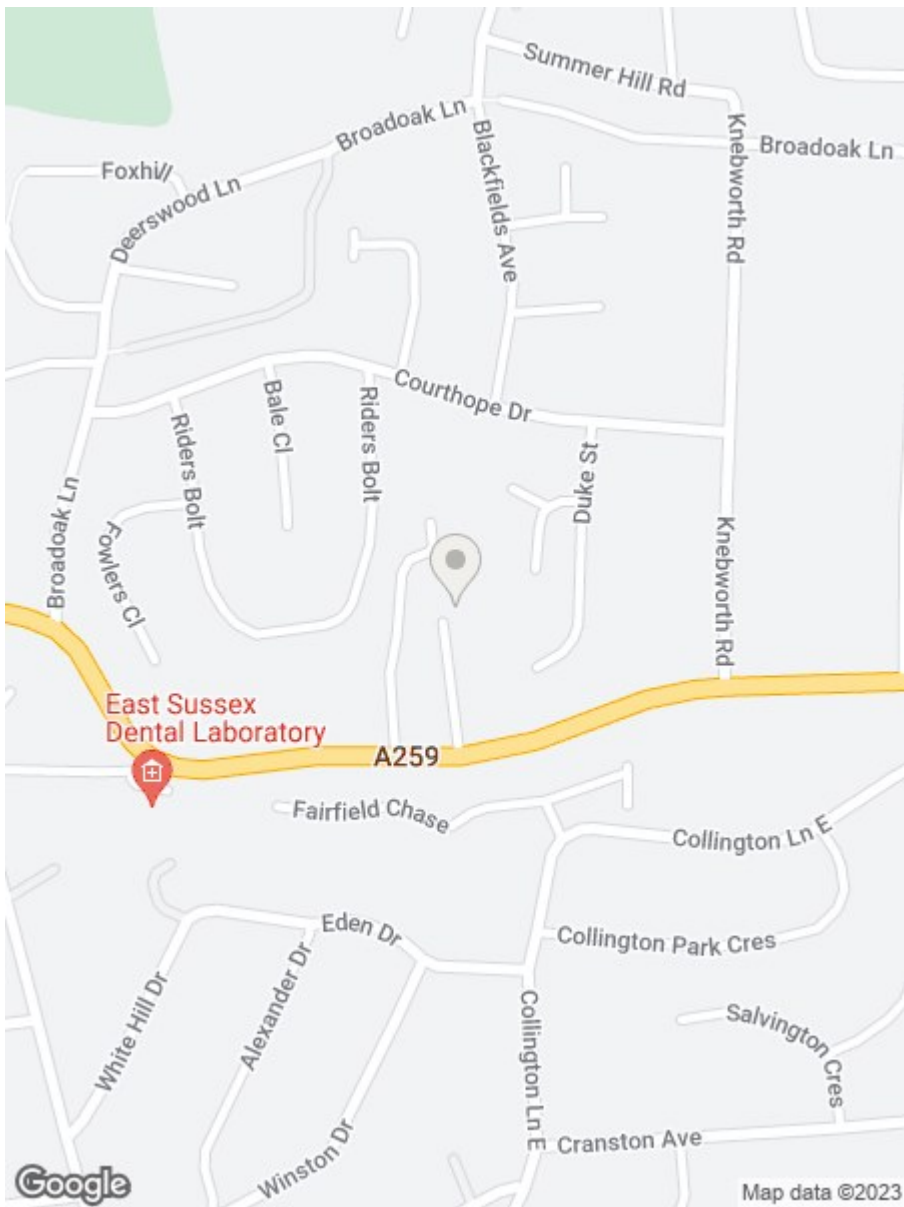 Summer Hill Rd
Broadoak Ln
Knebworth Rd
Broadoak Ln
Foxhill
Blackfields Ave
Deerswood Ln
Courthope Dr
Bale Cl
Riders Bolt
Riders Bolt
Duke St
Broadoak Ln
Fowlers Cl
Knebworth Rd
East Sussex
Dental Laboratory
A259
Fairfield Chase
Collington Ln E
Eden Dr
Collington Park Cres
White Hill Dr
Alexander Dr
Collington Ln E
Salvington Cres
Winston Dr
Cranston Ave
Google
Map data ©2023